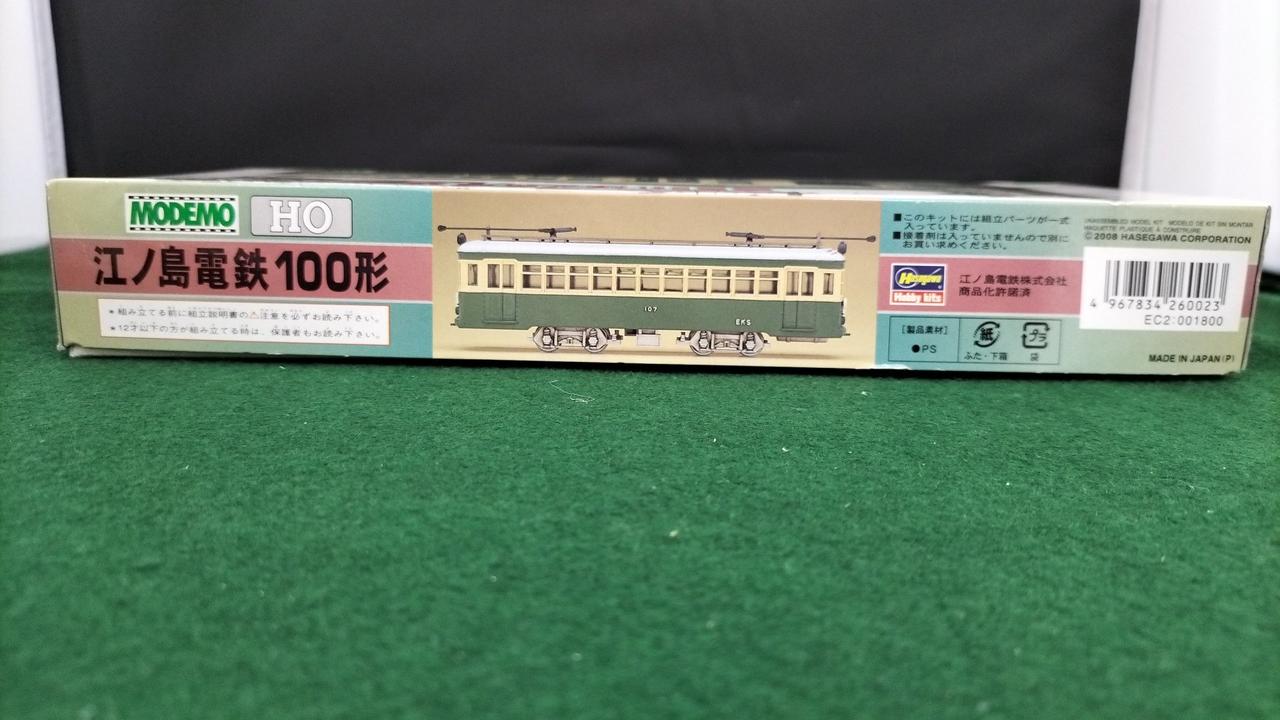 MODEMO
HO
江ノ島電鉄100形
★組み立てる前に組立説明書の⚠注意を必ずお読み下さい。
★12才以下の方が組み立てる時は、保護者もお読み下さい。
107
EKS
■このキットには組立パーツが一式
入っています。
■接着剤は入っていませんので別に
お買い求めください。
Hasegawa
Hobby kits
江ノ島電鉄株式会社
商品化許諾済
[製品素材]
●PS
紙
ふた・下箱
プラ
袋
UNASSEMBLED MODEL KIT MODELO DE KIT SIN MONTAR
MAQUETTE PLASTIQUE A CONSTRUIRE
©2008 HASEGAWA CORPORATION
4 967834 260023
EC2:001800
MADE IN JAPAN (P)